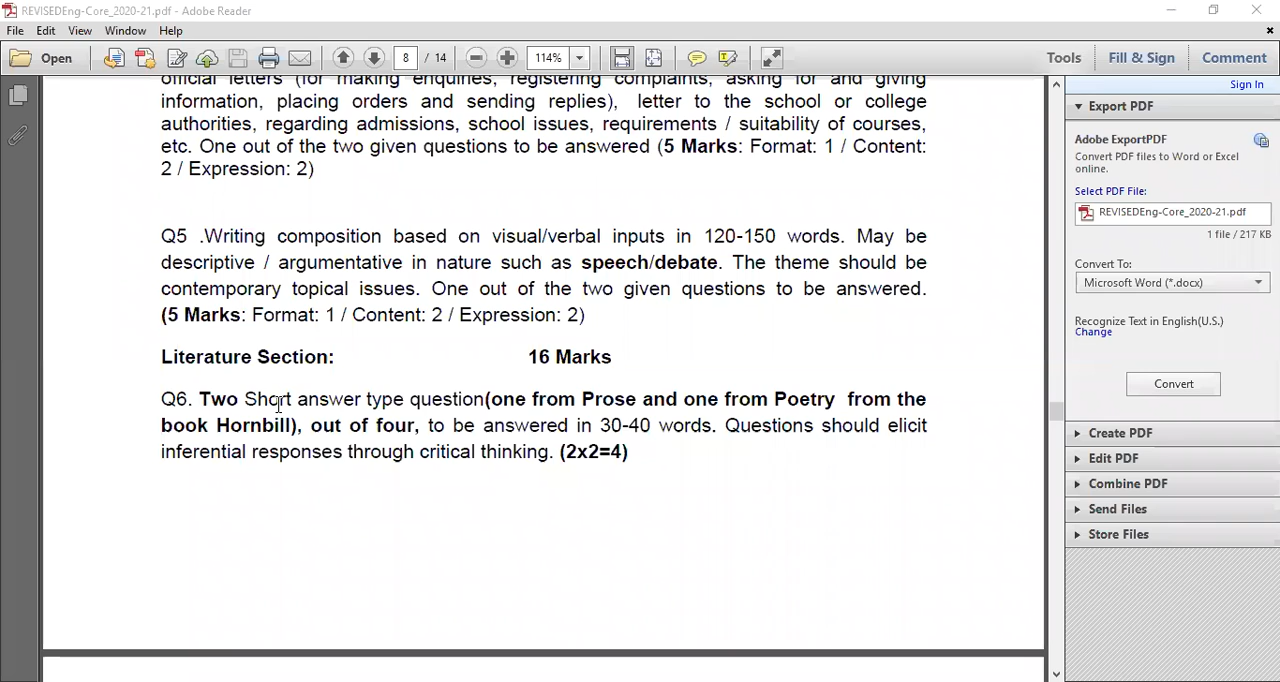 REVISEDEng-Core_2020-21.pdf - Adobe Reader
File Edit View Window Help
Open 8 / 14 114% Tools Fill & Sign Comment
Sign In
official letters (for making enquiries, registering complaints, asking for and giving
information, placing orders and sending replies), letter to the school or college
authorities, regarding admissions, school issues, requirements / suitability of courses,
etc. One out of the two given questions to be answered (5 Marks: Format: 1 / Content:
2 / Expression: 2)
Q5 .Writing composition based on visual/verbal inputs in 120-150 words. May be
descriptive / argumentative in nature such as speech/debate. The theme should be
contemporary topical issues. One out of the two given questions to be answered.
(5 Marks: Format: 1 / Content: 2 / Expression: 2)
Literature Section: 16 Marks
Q6. Two Short answer type question(one from Prose and one from Poetry from the
book Hornbill), out of four, to be answered in 30-40 words. Questions should elicit
inferential responses through critical thinking. (2x2=4)
Export PDF
Adobe ExportPDF
Convert PDF files to Word or Excel
online.
Select PDF File:
REVISEDEng-Core_2020-21.pdf
1 file / 217 KB
Convert To:
Microsoft Word (*.docx)
Recognize Text in English(U.S.)
Change
Convert
Create PDF
Edit PDF
Combine PDF
Send Files
Store Files